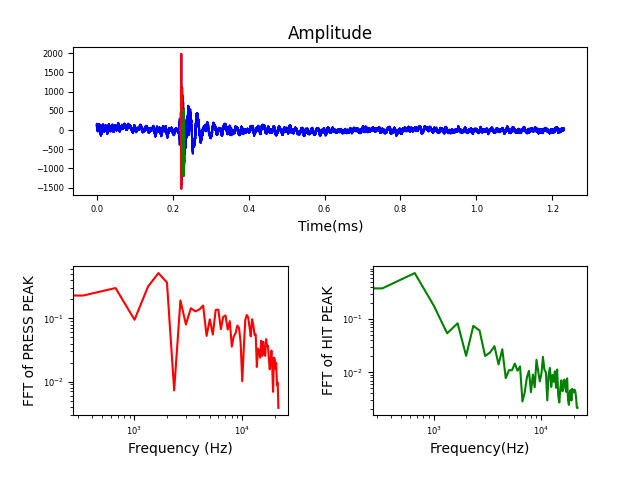 Amplitude
2000
1500
1000
500
0
−500
−1000
−1500
0.0 0.2 0.4 0.6 0.8 1.0 1.2
Time(ms)
FFT of PRESS PEAK
10⁻¹
10⁻²
10³ 10⁴
Frequency (Hz)
FFT of HIT PEAK
10⁻¹
10⁻²
10³ 10⁴
Frequency(Hz)